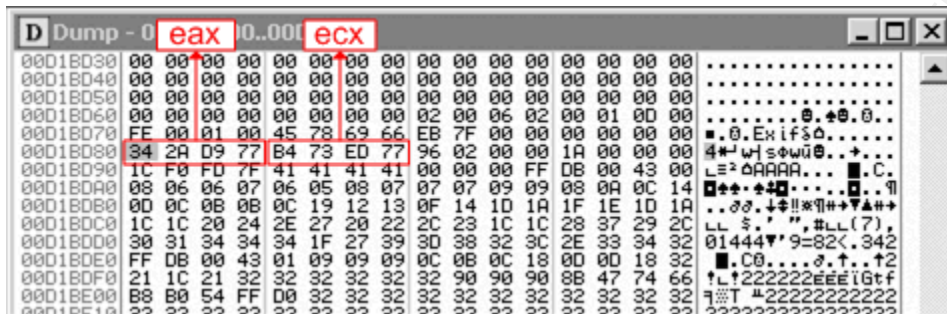 D Dump - 0 eax 00..00D ecx
00D1BD30 00 00 00 00 00 00 00 00 00 00 00 00 00 00 00 00 ................
00D1BD40 00 00 00 00 00 00 00 00 00 00 00 00 00 00 00 00 ................
00D1BD50 00 00 00 00 00 00 00 00 00 00 00 00 00 00 00 00 ................
00D1BD60 00 00 00 00 00 00 00 00 02 00 06 02 00 01 0D 00
00D1BD70 FE 00 01 00 45 78 69 66 EB 7F 00 00 00 00 00 00
00D1BD80 34 2A D9 77 B4 73 ED 77 96 02 00 00 1A 00 00 00
00D1BD90 1C F0 FD 7F 41 41 41 41 00 00 00 FF DB 00 43 00
00D1BDA0 08 06 06 07 06 05 08 07 07 07 09 09 08 0A 0C 14
00D1BDB0 0D 0C 0B 0B 0C 19 12 13 0F 14 1D 1A 1F 1E 1D 1A
00D1BDC0 1C 1C 20 24 2E 27 20 22 2C 23 1C 1C 28 37 29 2C
00D1BDD0 30 31 34 34 34 1F 27 39 3D 38 32 3C 2E 33 34 32 01444▼'9=82<.342
00D1BDE0 FF DB 00 43 01 09 09 09 0C 0B 0C 18 0D 0D 18 32
00D1BDF0 21 1C 21 32 32 32 32 32 32 90 90 90 8B 47 74 66
00D1BE00 B8 B0 54 FF D0 32 32 32 32 32 32 32 32 32 32 32